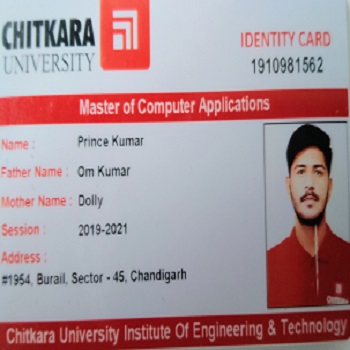 CHITKARA
UNIVERSITY
IDENTITY CARD
1910981562
Master of Computer Applications
Name : Prince Kumar
Father Name : Om Kumar
Mother Name : Dolly
Session : 2019-2021
Address :
#1954, Burail, Sector - 45, Chandigarh
CHITKARA
Chitkara University Institute Of Engineering & Technology